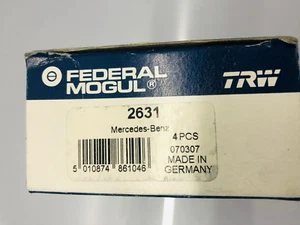 FEDERAL
MOGUL®
TRW
2631
Mercedes-Benz
4 PCS
070307
MADE IN
GERMANY
5 010874 861046